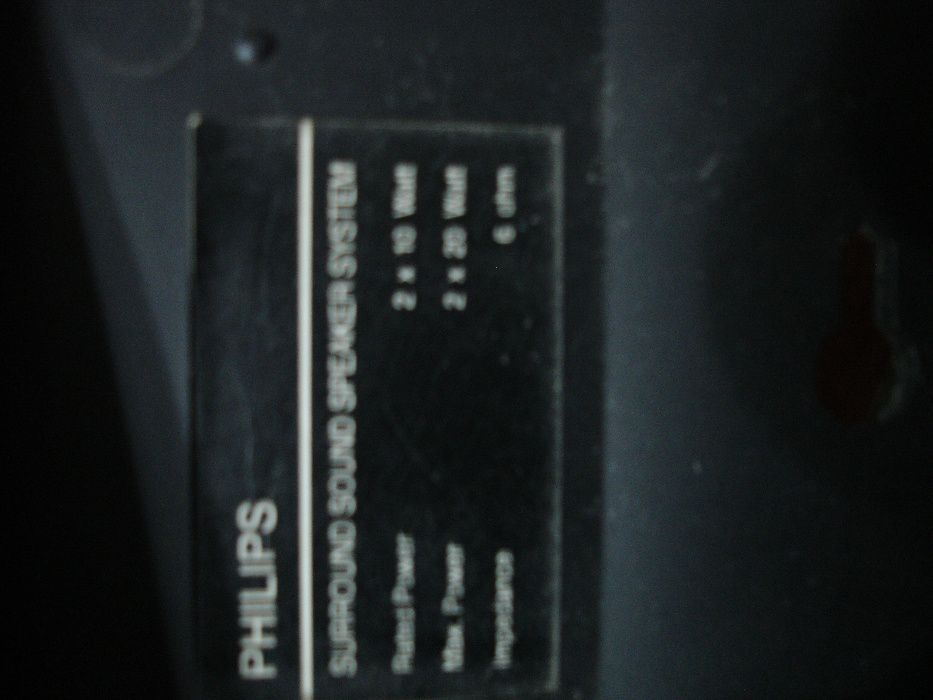 PHILIPS
SURROUND SOUND SPEAKER SYSTEM
Rated Power 2 x 10 Watt
Max. Power 2 x 20 Watt
Impedance 6 ohm